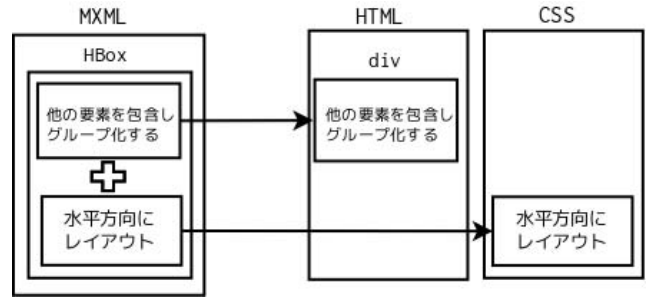 MXML
HBox
他の要素を包含し
グループ化する
水平方向に
レイアウト
HTML
div
他の要素を包含し
グループ化する
CSS
水平方向に
レイアウト